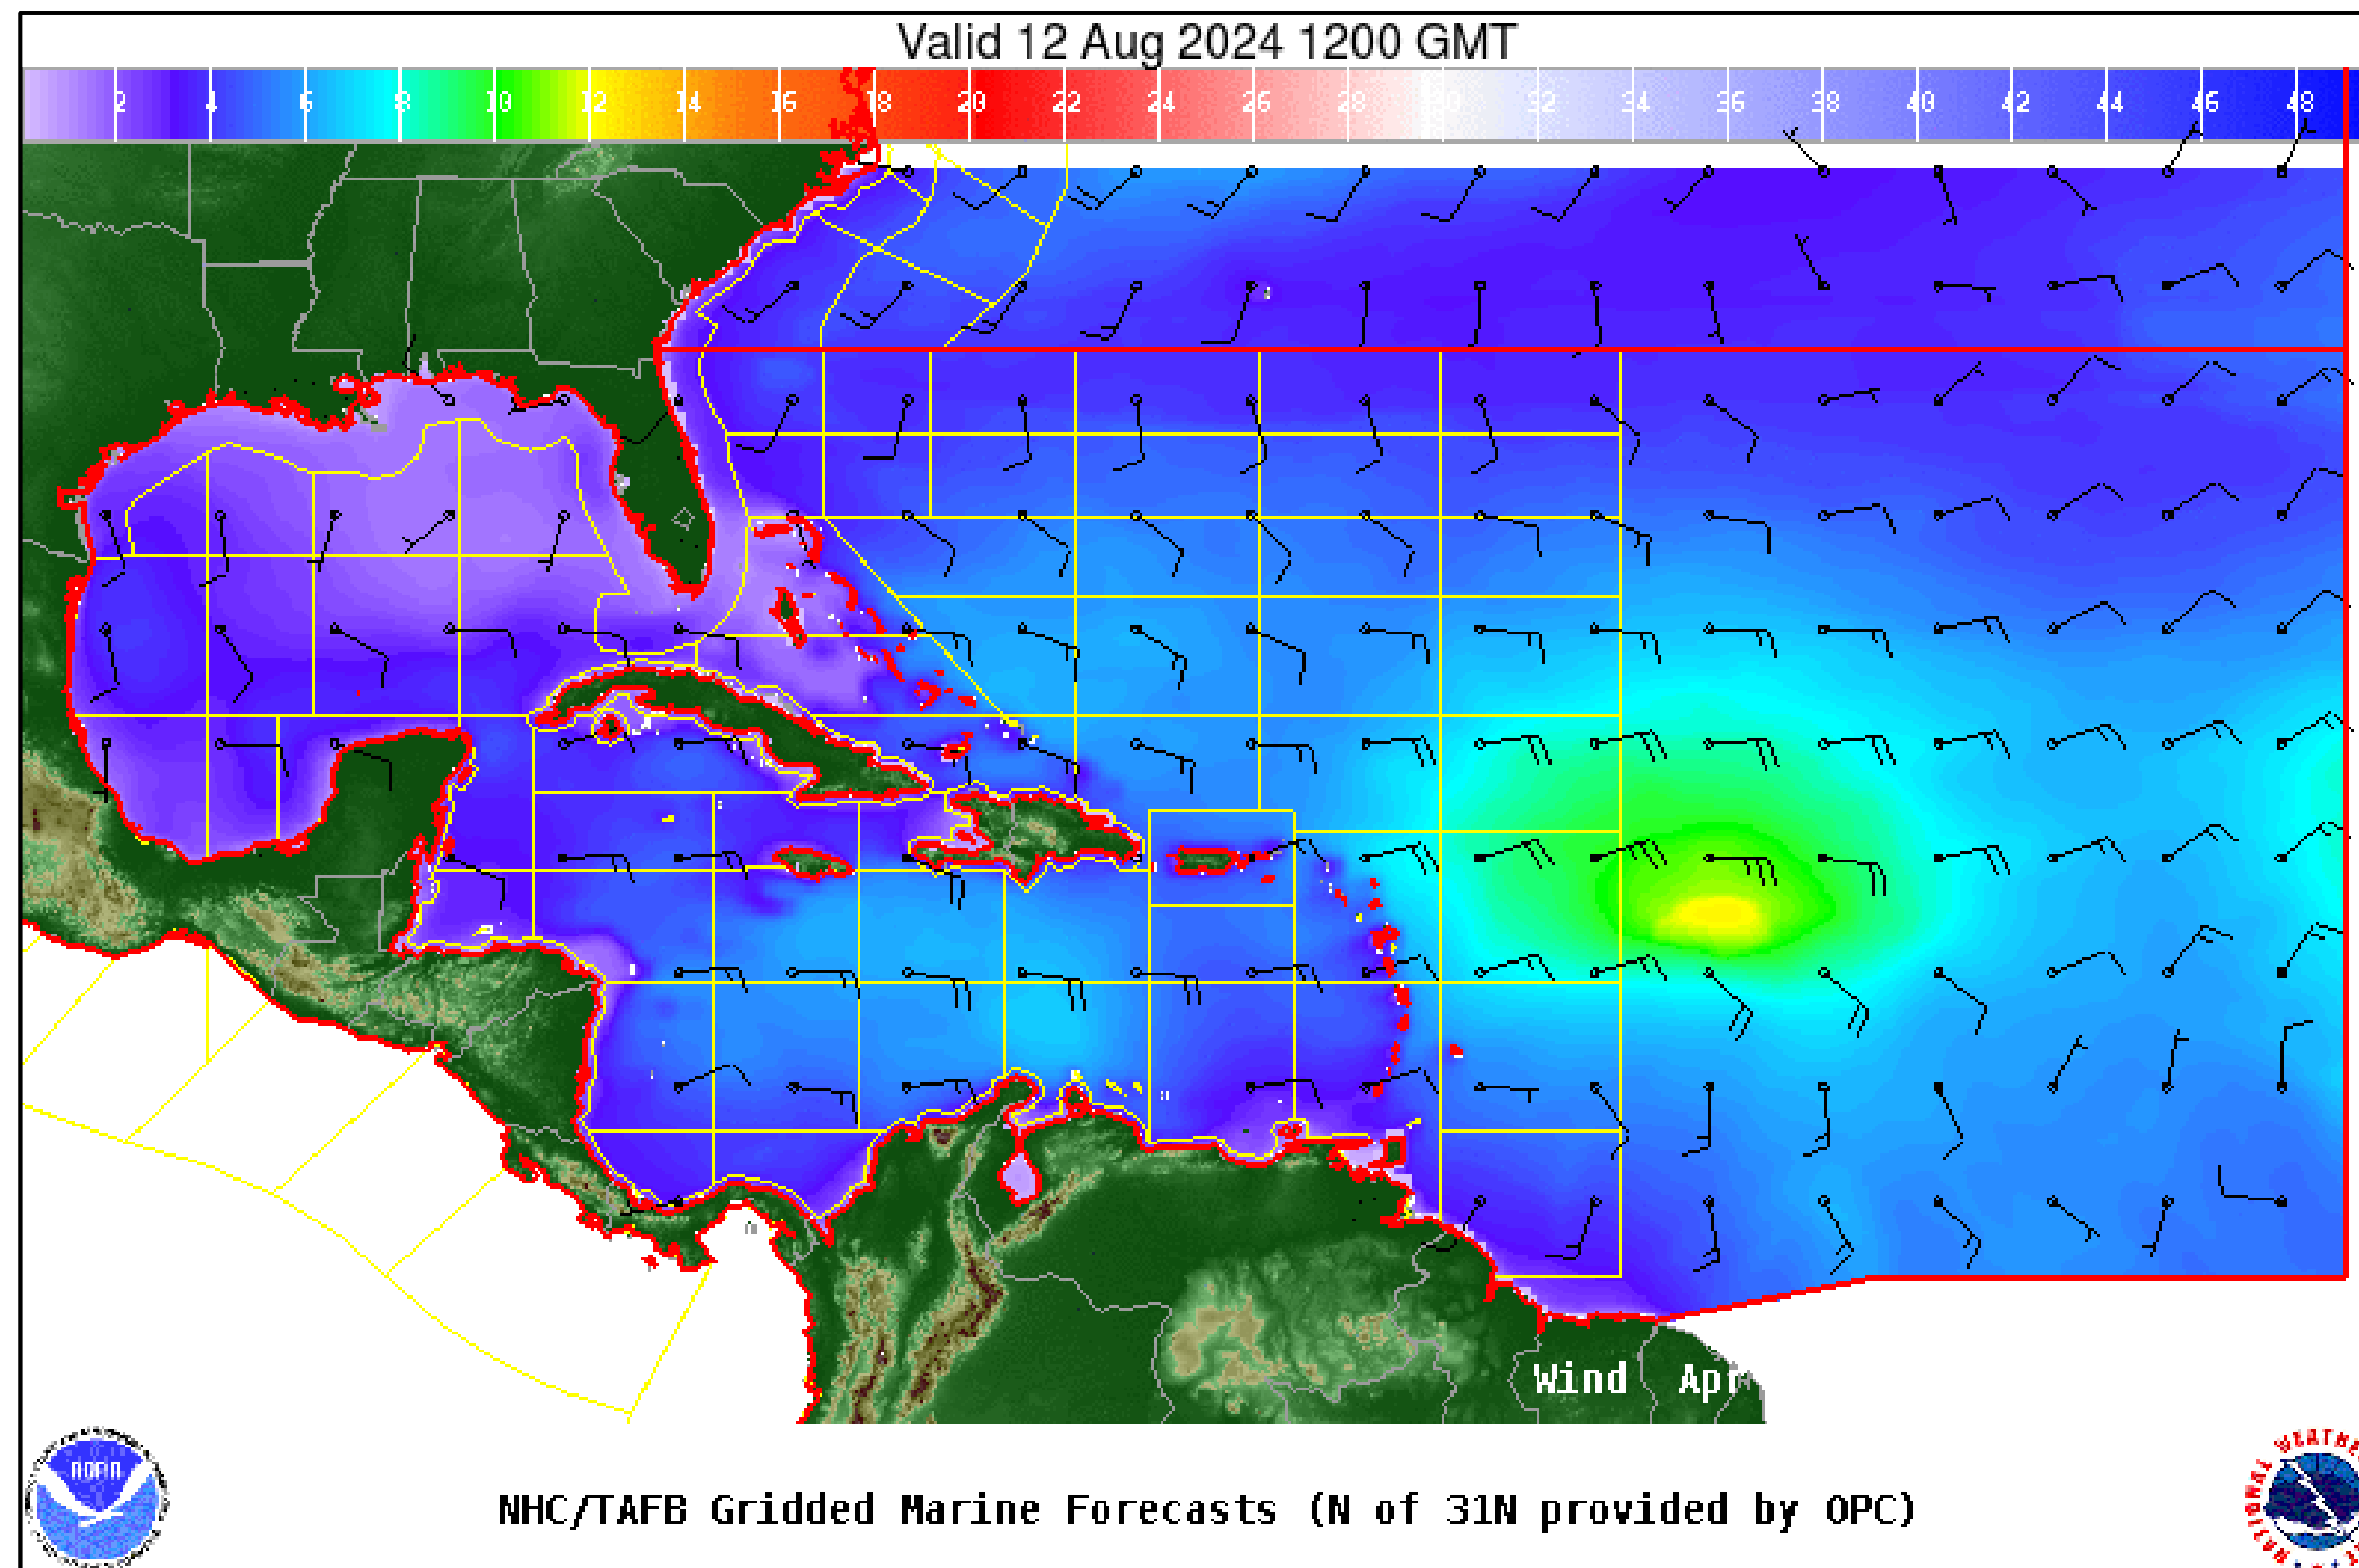 Valid 12 Aug 2024 1200 GMT
2 4 6 8 10 12 14 16 18 20 22 24 26 28 30 32 34 36 38 40 42 44 46 48
Wind Apr
NOAA
NHC/TAFB Gridded Marine Forecasts (N of 31N provided by OPC)